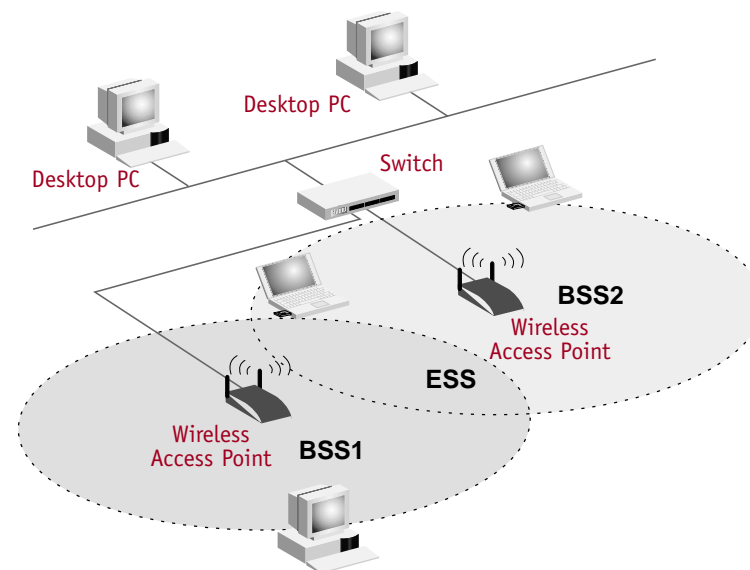 Desktop PC
Desktop PC
Switch
BSS2
Wireless
Access Point
ESS
Wireless
Access Point
BSS1